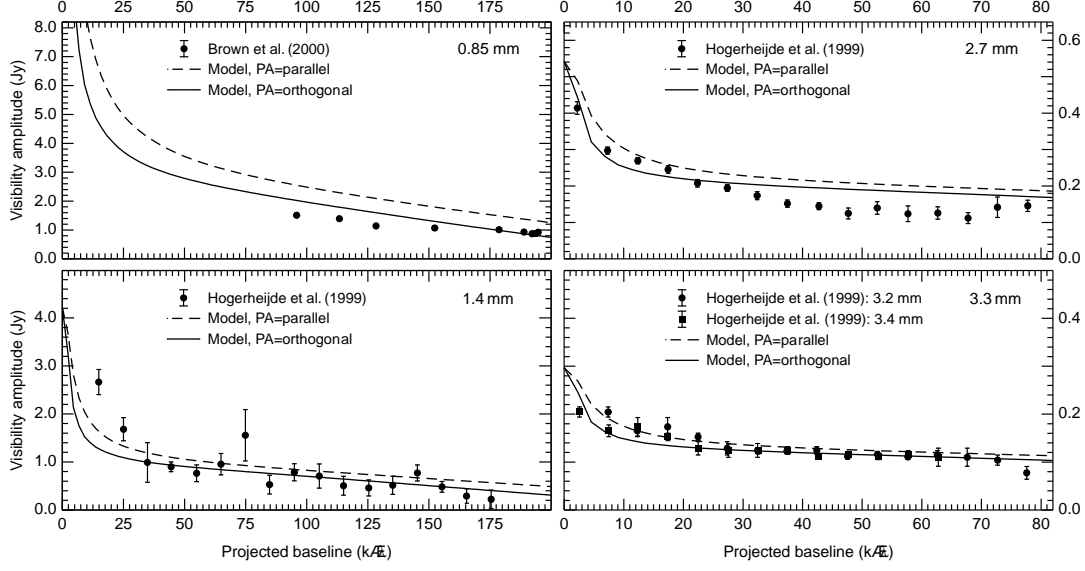 0 25 50 75 100 125 150 175
0 10 20 30 40 50 60 70 80
8.0
7.0
6.0
5.0
4.0
3.0
2.0
1.0
0.0
Visibility amplitude (Jy)
Brown et al. (2000)
0.85 mm
Model, PA=parallel
Model, PA=orthogonal
Hogerheijde et al. (1999)
2.7 mm
Model, PA=parallel
Model, PA=orthogonal
0.6
0.4
0.2
0.0
4.0
3.0
2.0
1.0
0.0
Visibility amplitude (Jy)
Hogerheijde et al. (1999)
1.4 mm
Model, PA=parallel
Model, PA=orthogonal
Hogerheijde et al. (1999): 3.2 mm
3.3 mm
Hogerheijde et al. (1999): 3.4 mm
Model, PA=parallel
Model, PA=orthogonal
0.4
0.2
0.0
0 25 50 75 100 125 150 175
0 10 20 30 40 50 60 70 80
Projected baseline (kÆË)
Projected baseline (kÆË)